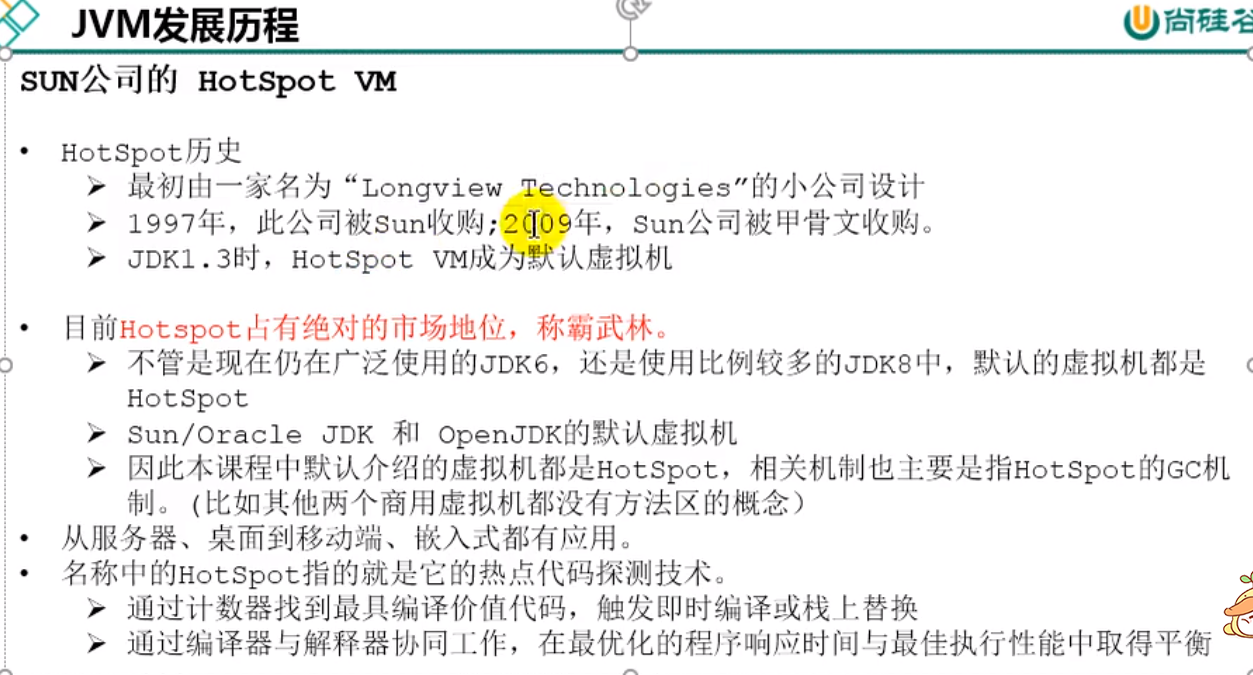 JVM发展历程
尚硅谷
SUN公司的 HotSpot VM
• HotSpot历史
➢ 最初由一家名为“Longview Technologies”的小公司设计
➢ 1997年，此公司被Sun收购;2009年，Sun公司被甲骨文收购。
➢ JDK1.3时，HotSpot VM成为默认虚拟机
• 目前Hotspot占有绝对的市场地位，称霸武林。
➢ 不管是现在仍在广泛使用的JDK6，还是使用比例较多的JDK8中，默认的虚拟机都是
HotSpot
➢ Sun/Oracle JDK 和 OpenJDK的默认虚拟机
➢ 因此本课程中默认介绍的虚拟机都是HotSpot，相关机制也主要是指HotSpot的GC机
制。(比如其他两个商用虚拟机都没有方法区的概念）
• 从服务器、桌面到移动端、嵌入式都有应用。
• 名称中的HotSpot指的就是它的热点代码探测技术。
➢ 通过计数器找到最具编译价值代码，触发即时编译或栈上替换
➢ 通过编译器与解释器协同工作，在最优化的程序响应时间与最佳执行性能中取得平衡